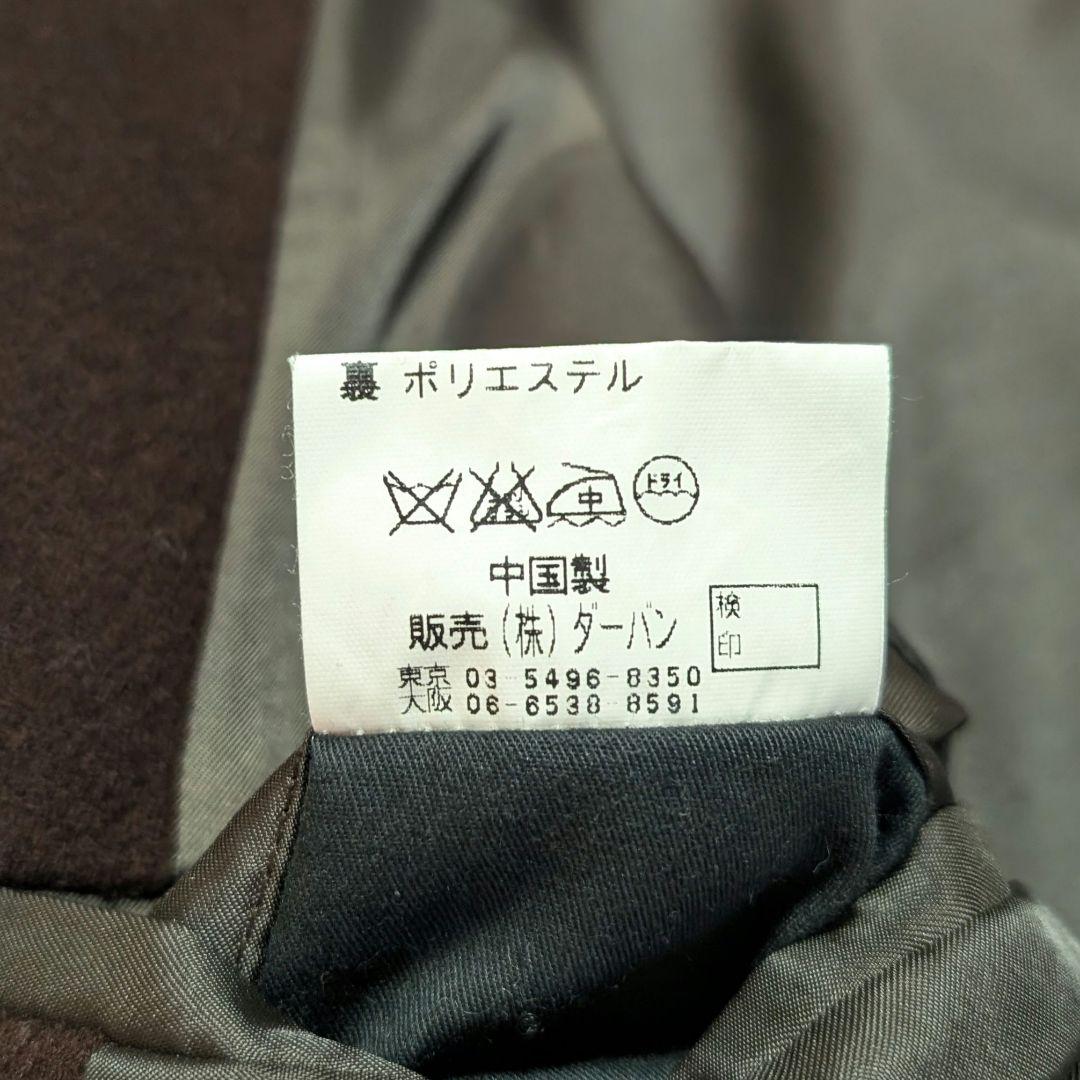 裏 ポリエステル
中 ドライ
中国製
販売(株)ダーバン
検
印
東京 03-5496-8350
大阪 06-6538-8591